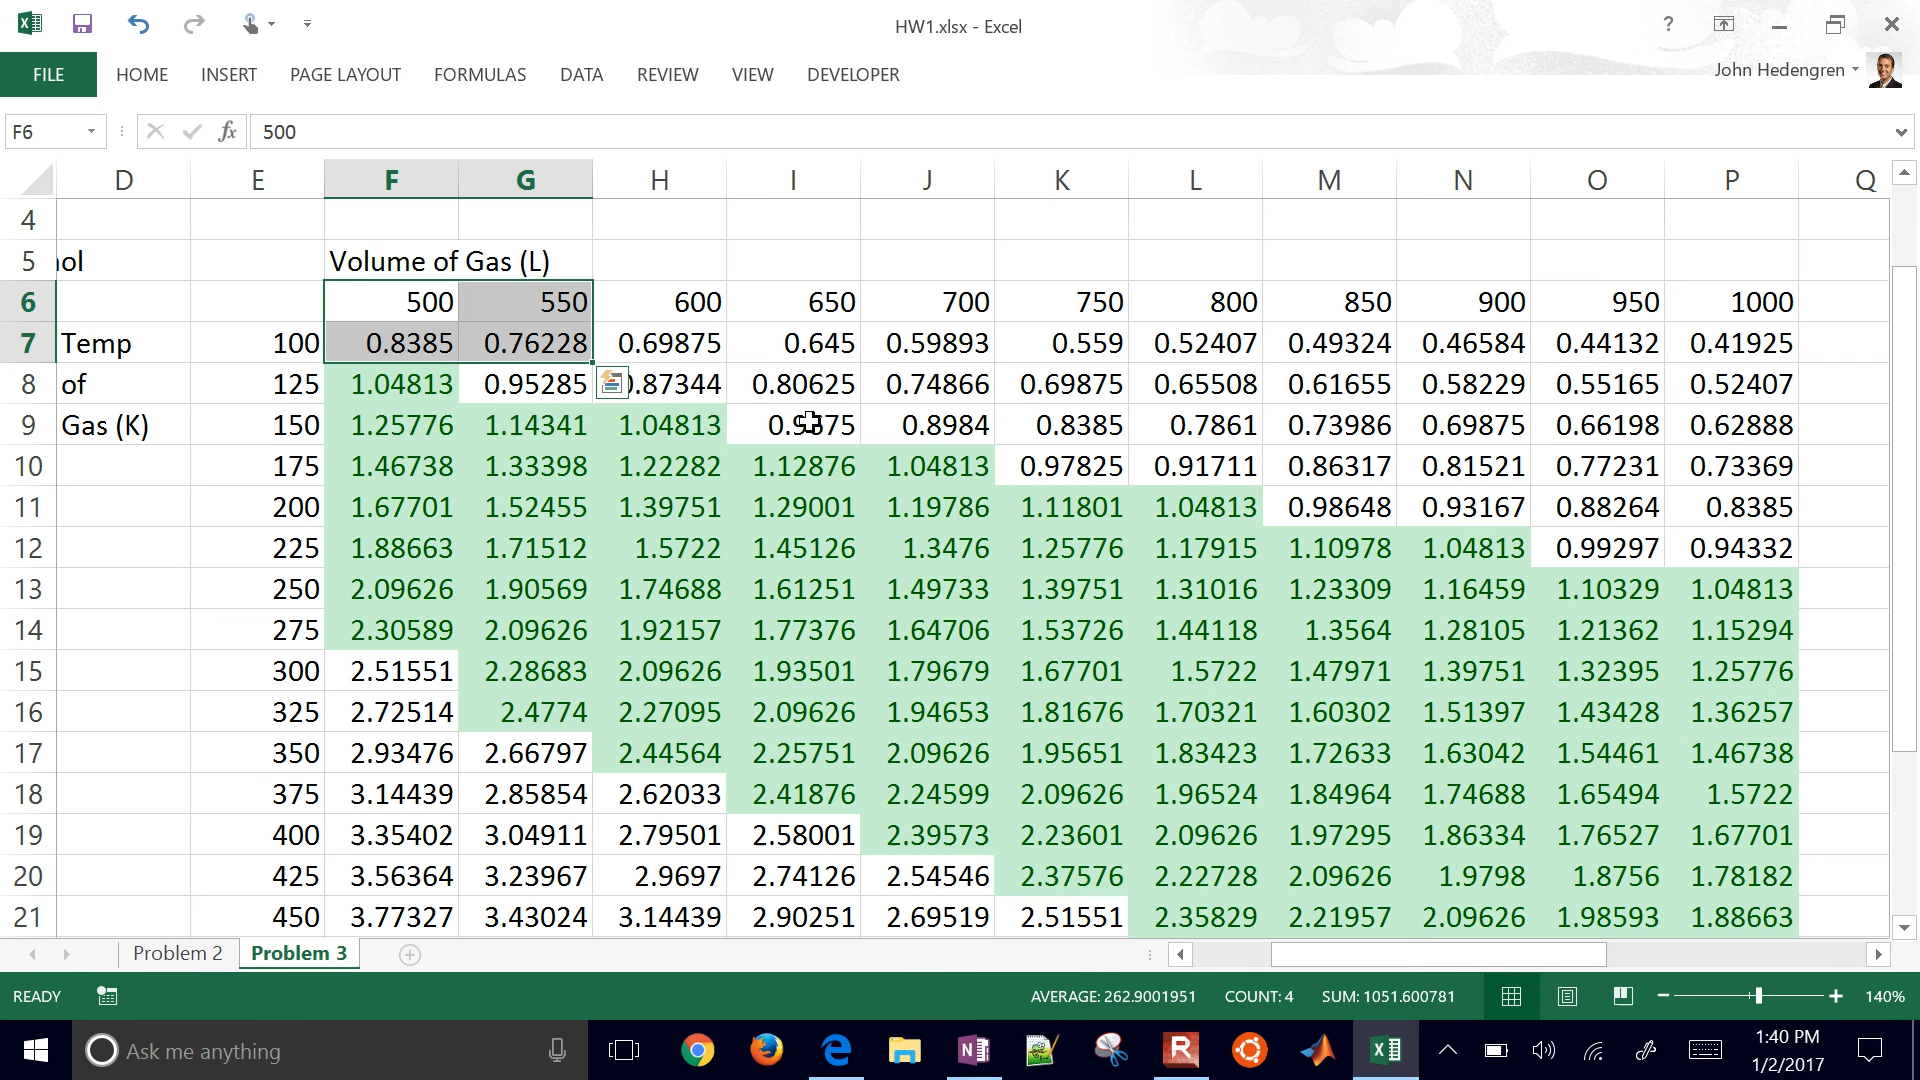 HW1.xlsx - Excel
?
FILE HOME INSERT PAGE LAYOUT FORMULAS DATA REVIEW VIEW DEVELOPER
John Hedengren
F6 fx 500
D E F G H I J K L M N O P Q
4
5 ol Volume of Gas (L)
6 500 550 600 650 700 750 800 850 900 950 1000
7 Temp 100 0.8385 0.76228 0.69875 0.645 0.59893 0.559 0.52407 0.49324 0.46584 0.44132 0.41925
8 of 125 1.04813 0.95285 0.87344 0.80625 0.74866 0.69875 0.65508 0.61655 0.58229 0.55165 0.52407
9 Gas (K) 150 1.25776 1.14341 1.04813 0.8984 0.8385 0.7861 0.73986 0.69875 0.66198 0.62888
10 175 1.46738 1.33398 1.22282 1.12876 1.04813 0.97825 0.91711 0.86317 0.81521 0.77231 0.73369
11 200 1.67701 1.52455 1.39751 1.29001 1.19786 1.11801 1.04813 0.98648 0.93167 0.88264 0.8385
12 225 1.88663 1.71512 1.5722 1.45126 1.3476 1.25776 1.17915 1.10978 1.04813 0.99297 0.94332
13 250 2.09626 1.90569 1.74688 1.61251 1.49733 1.39751 1.31016 1.23309 1.16459 1.10329 1.04813
14 275 2.30589 2.09626 1.92157 1.77376 1.64706 1.53726 1.44118 1.3564 1.28105 1.21362 1.15294
15 300 2.51551 2.28683 2.09626 1.93501 1.79679 1.67701 1.5722 1.47971 1.39751 1.32395 1.25776
16 325 2.72514 2.4774 2.27095 2.09626 1.94653 1.81676 1.70321 1.60302 1.51397 1.43428 1.36257
17 350 2.93476 2.66797 2.44564 2.25751 2.09626 1.95651 1.83423 1.72633 1.63042 1.54461 1.46738
18 375 3.14439 2.85854 2.62033 2.41876 2.24599 2.09626 1.96524 1.84964 1.74688 1.65494 1.5722
19 400 3.35402 3.04911 2.79501 2.58001 2.39573 2.23601 2.09626 1.97295 1.86334 1.76527 1.67701
20 425 3.56364 3.23967 2.9697 2.74126 2.54546 2.37576 2.22728 2.09626 1.9798 1.8756 1.78182
21 450 3.77327 3.43024 3.14439 2.90251 2.69519 2.51551 2.35829 2.21957 2.09626 1.98593 1.88663
Problem 2 Problem 3
READY AVERAGE: 262.9001951 COUNT: 4 SUM: 1051.600781 140%
Ask me anything
1:40 PM
1/2/2017